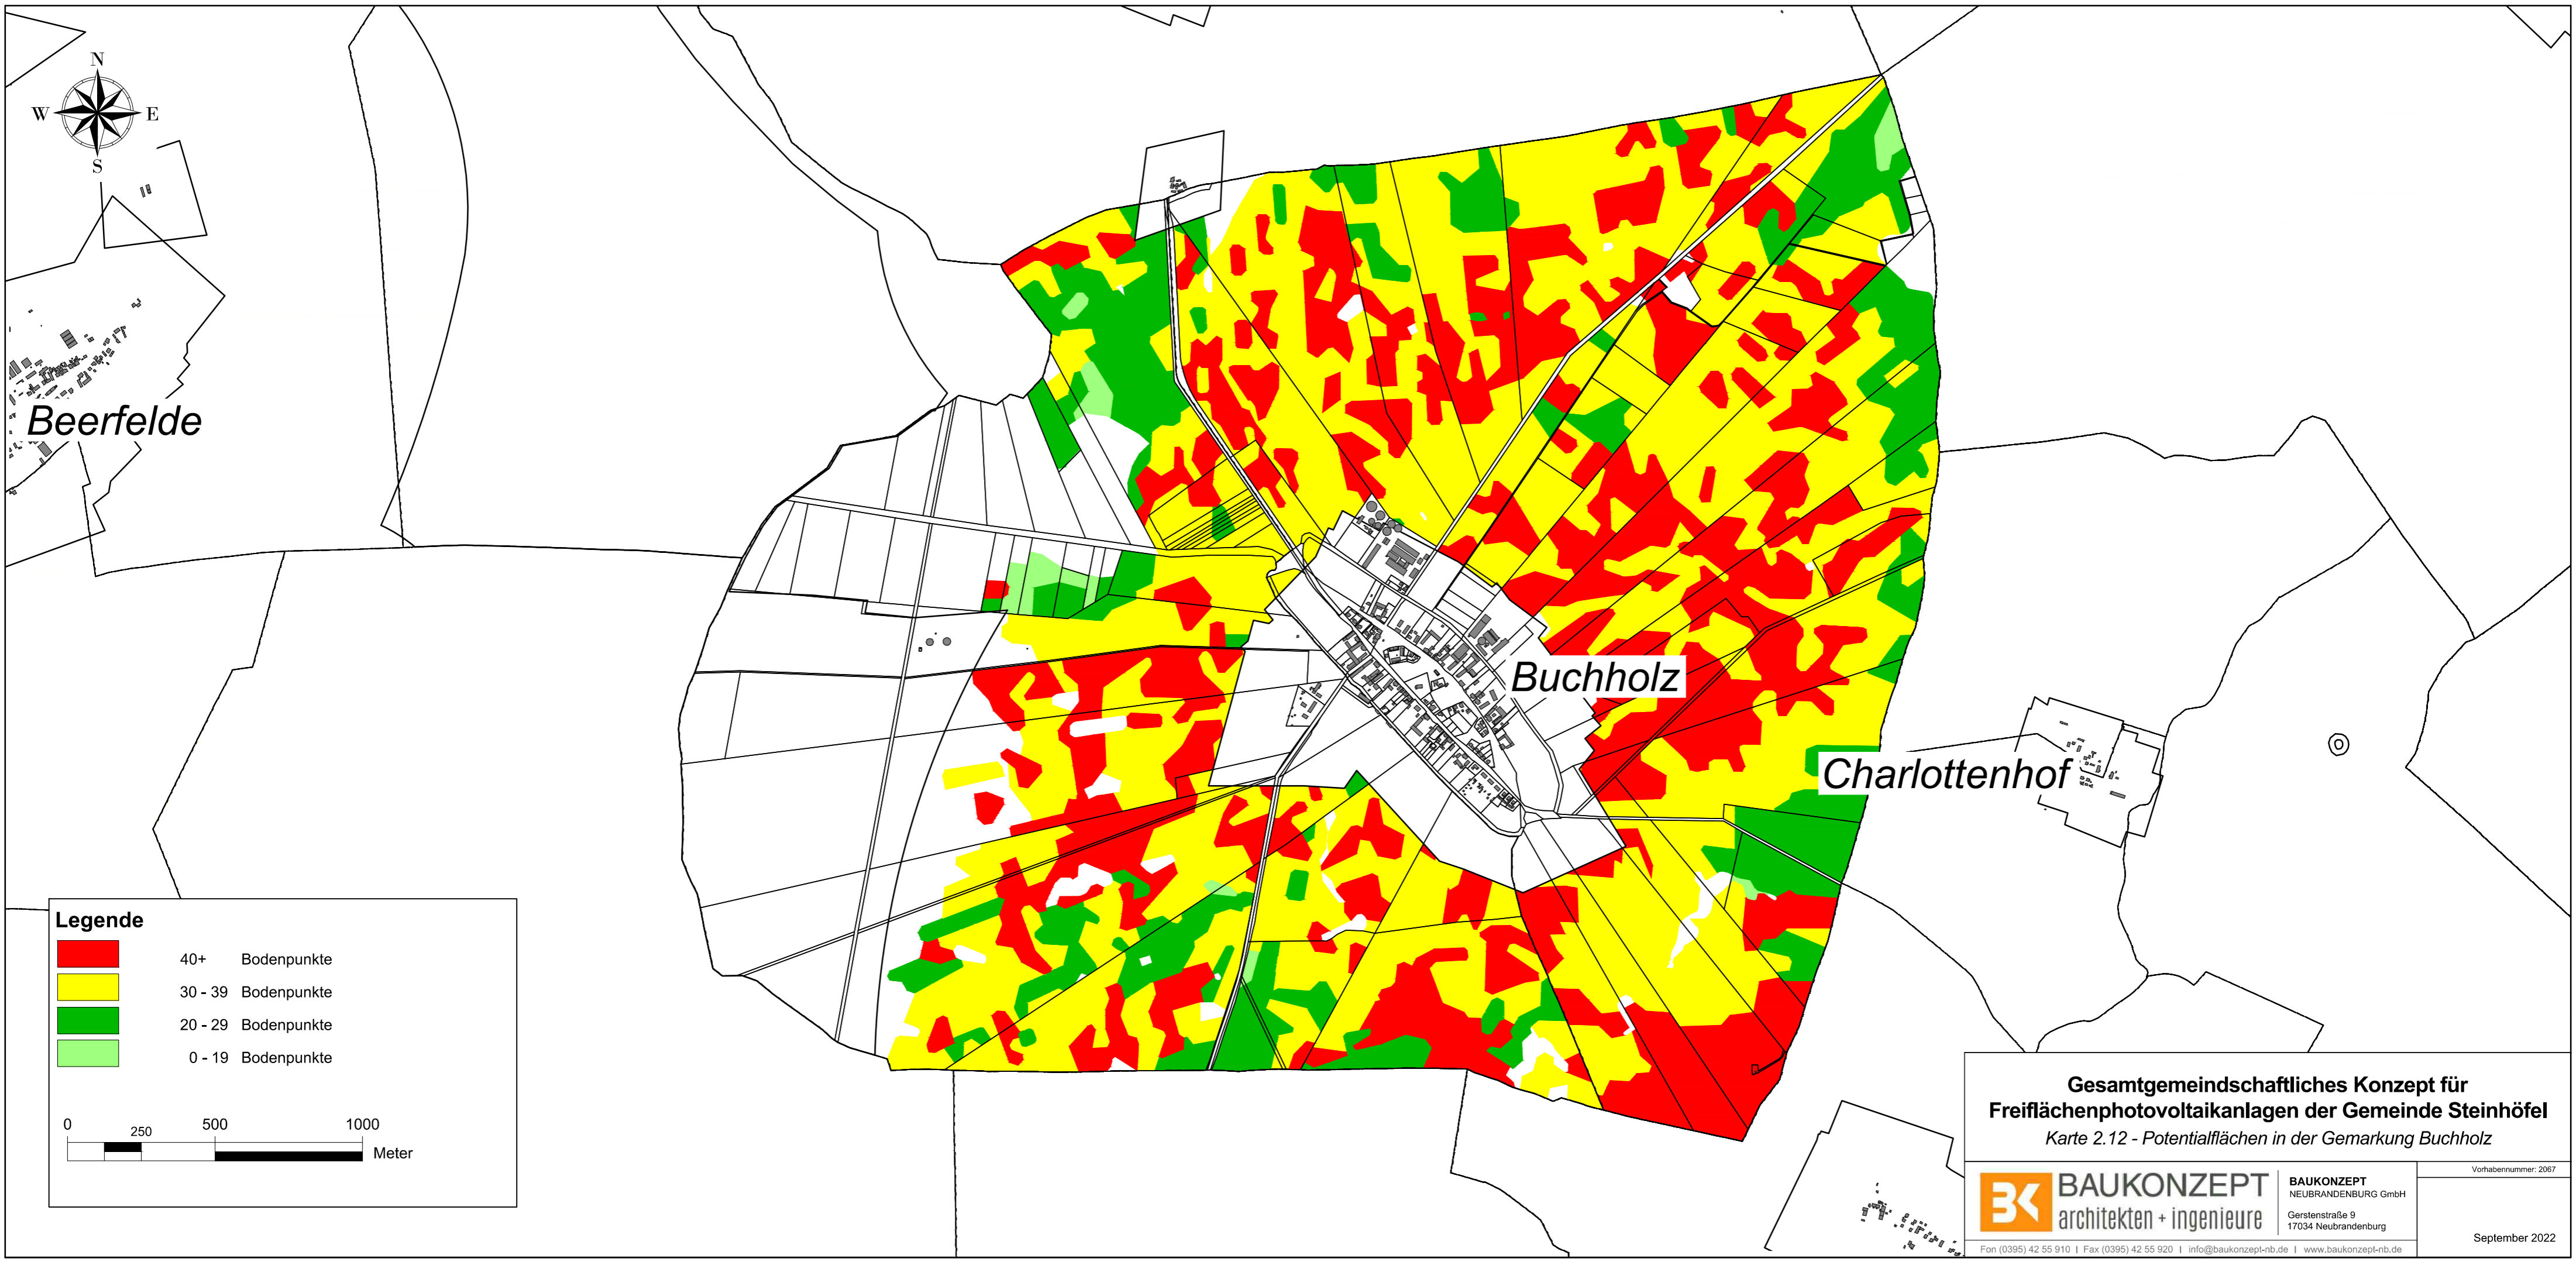 N
W E
S
Beerfelde
Buchholz
Charlottenhof
Legende
40+ Bodenpunkte
30 - 39 Bodenpunkte
20 - 29 Bodenpunkte
0 - 19 Bodenpunkte
0 250 500 1000
Meter
Gesamtgemeindschaftliches Konzept für
Freiflächenphotovoltaikanlagen der Gemeinde Steinhöfel
Karte 2.12 - Potentialflächen in der Gemarkung Buchholz
BK BAUKONZEPT
architekten + ingenieure
BAUKONZEPT
NEUBRANDENBURG GmbH
Gerstenstraße 9
17034 Neubrandenburg
Fon (0395) 42 55 910 I Fax (0395) 42 55 920 I info@baukonzept-nb.de I www.baukonzept-nb.de
Vorhabennummer: 2067
September 2022